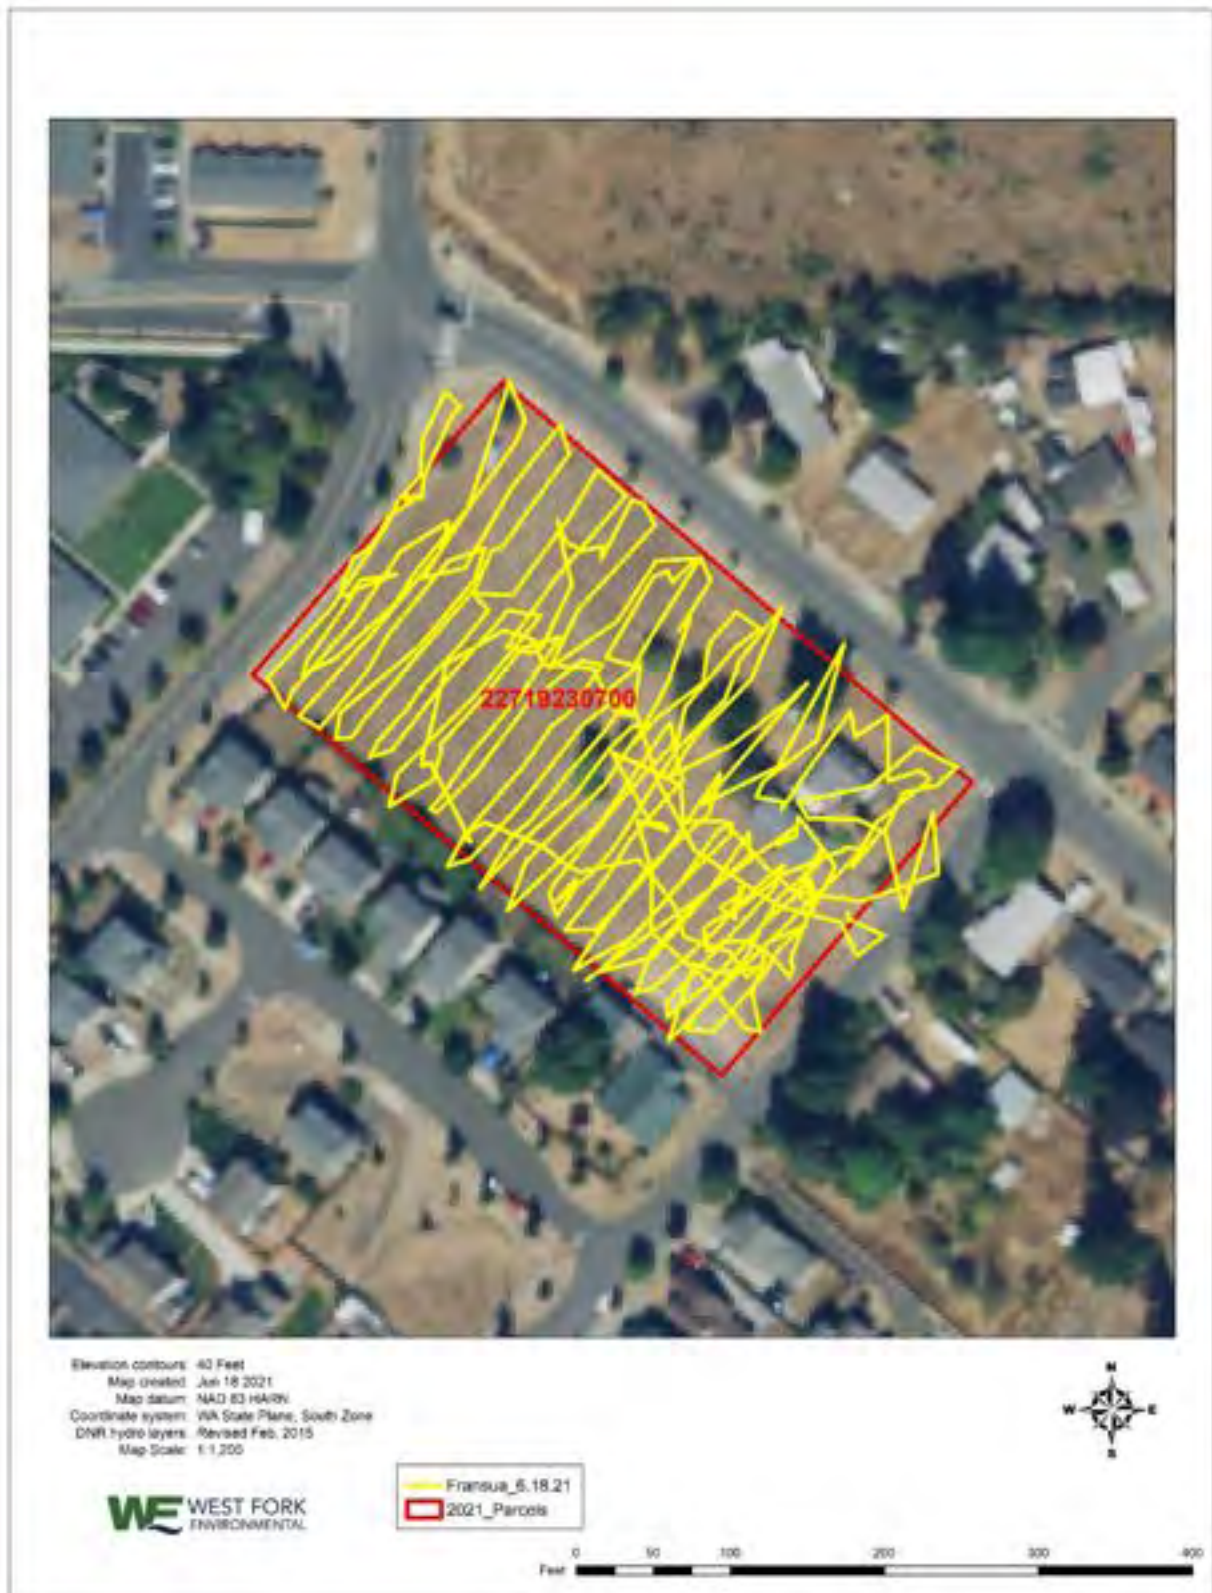 22719230700
Elevation contours: 40 Feet
Map created: Jun 18 2021
Map datum: NAD 83 HARN
Coordinate system: WA State Plane, South Zone
DNR hydro layers: Revised Feb, 2015
Map Scale: 1:1,200
N
W E
S
WE WEST FORK
ENVIRONMENTAL
Fransua_6.18.21
2021_Parcels
0 50 100 200 300 400
Feet